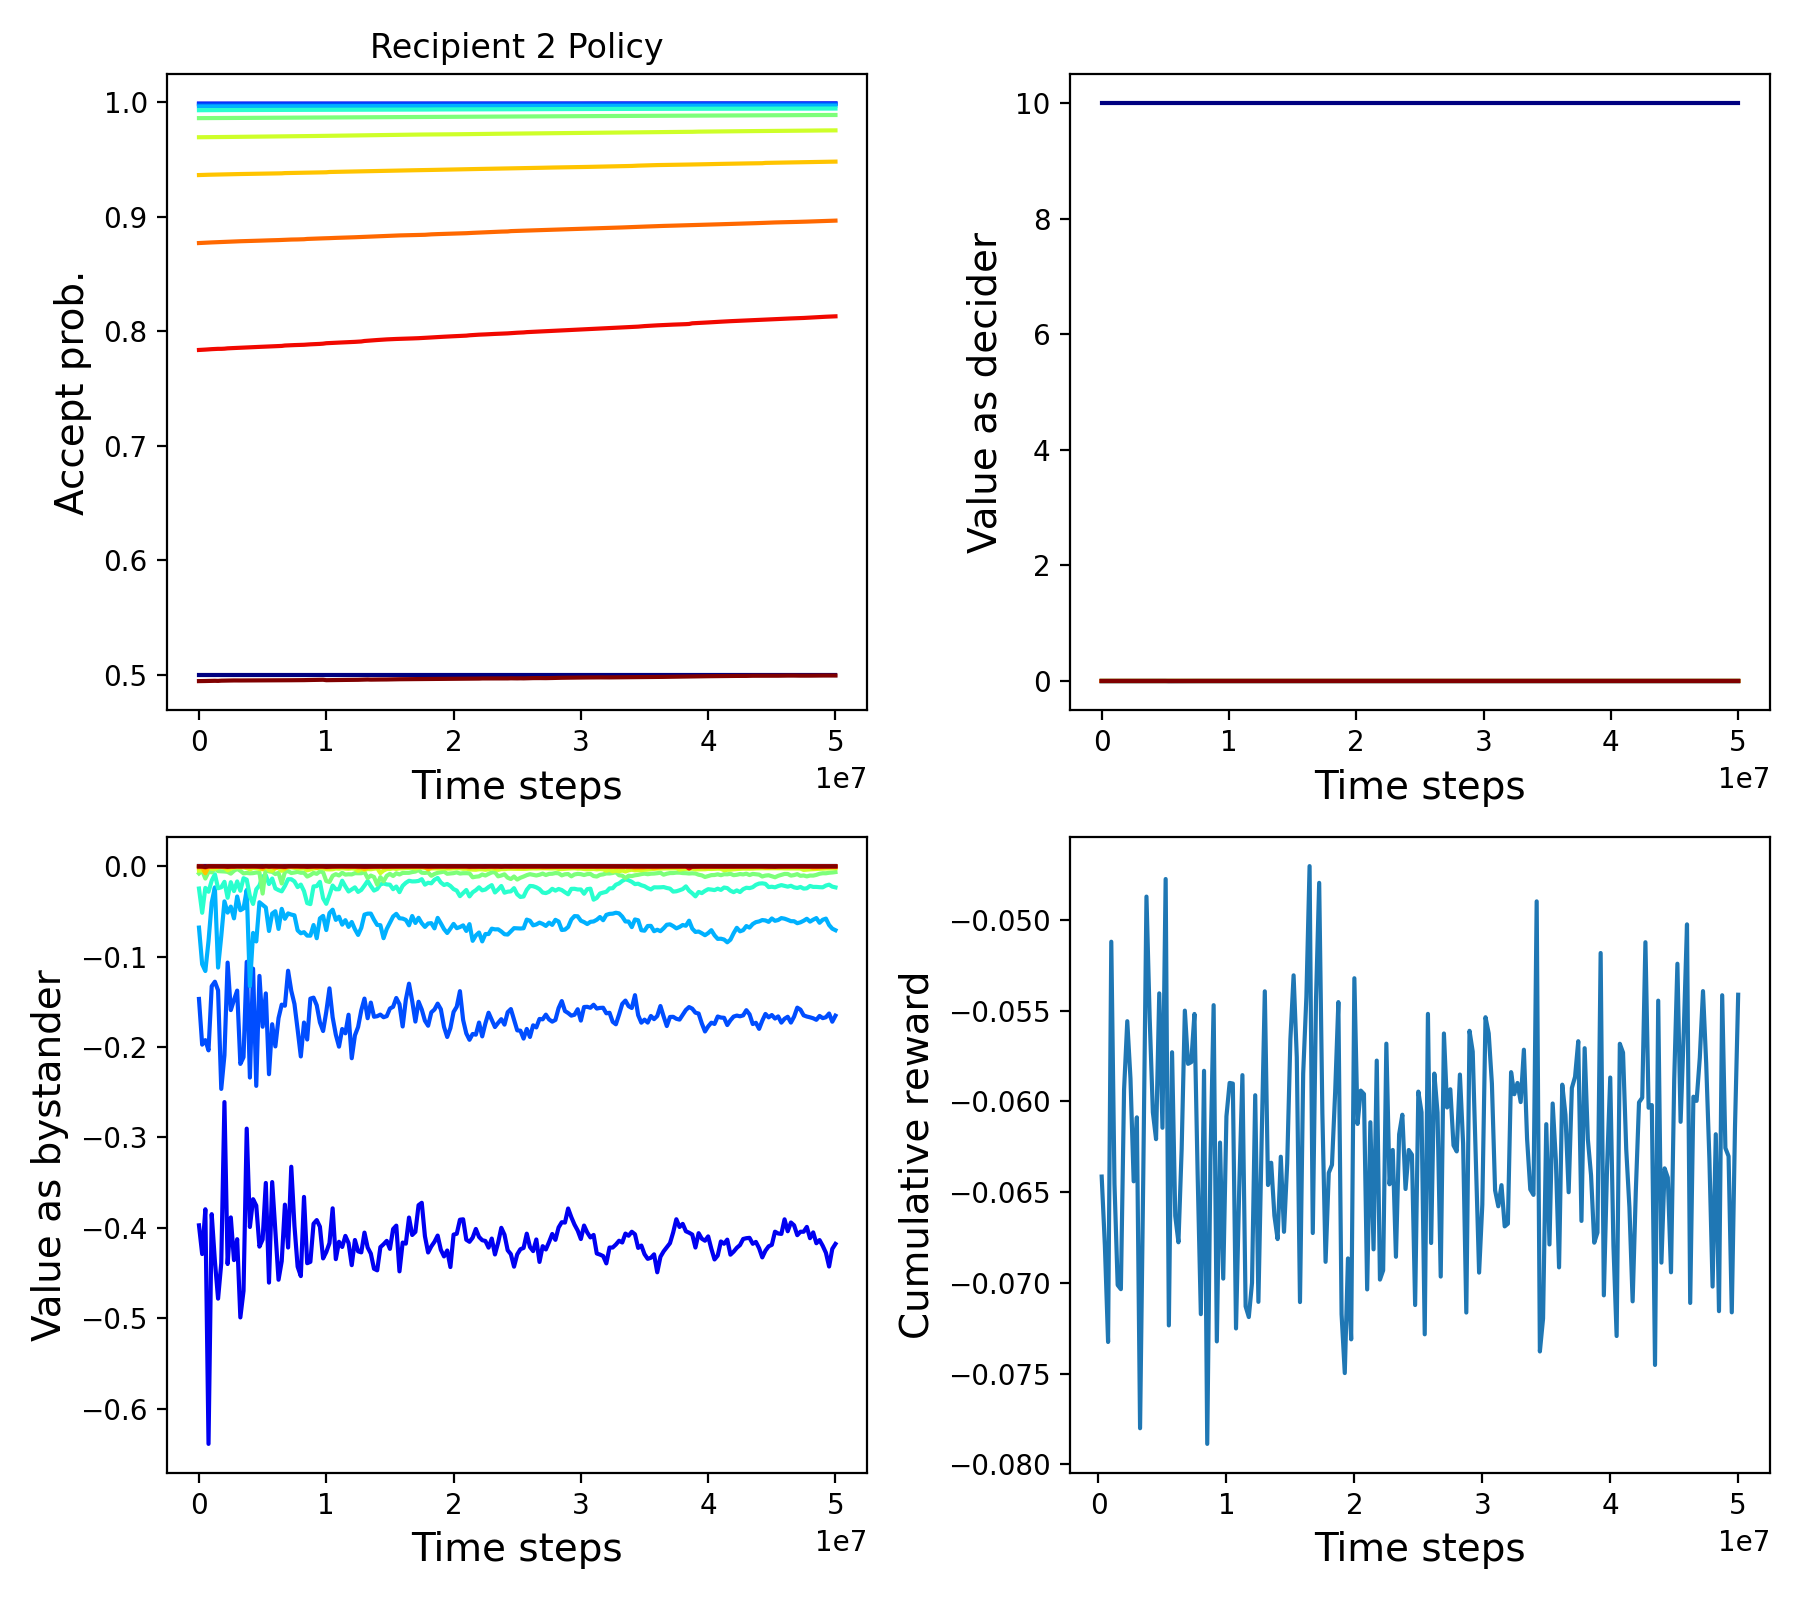 Recipient 2 Policy
Accept prob.
1.0
0.9
0.8
0.7
0.6
0.5
0 1 2 3 4 5
1e7
Time steps
Value as decider
10
8
6
4
2
0
0 1 2 3 4 5
1e7
Time steps
Value as bystander
0.0
−0.1
−0.2
−0.3
−0.4
−0.5
−0.6
0 1 2 3 4 5
1e7
Time steps
Cumulative reward
−0.050
−0.055
−0.060
−0.065
−0.070
−0.075
−0.080
0 1 2 3 4 5
1e7
Time steps